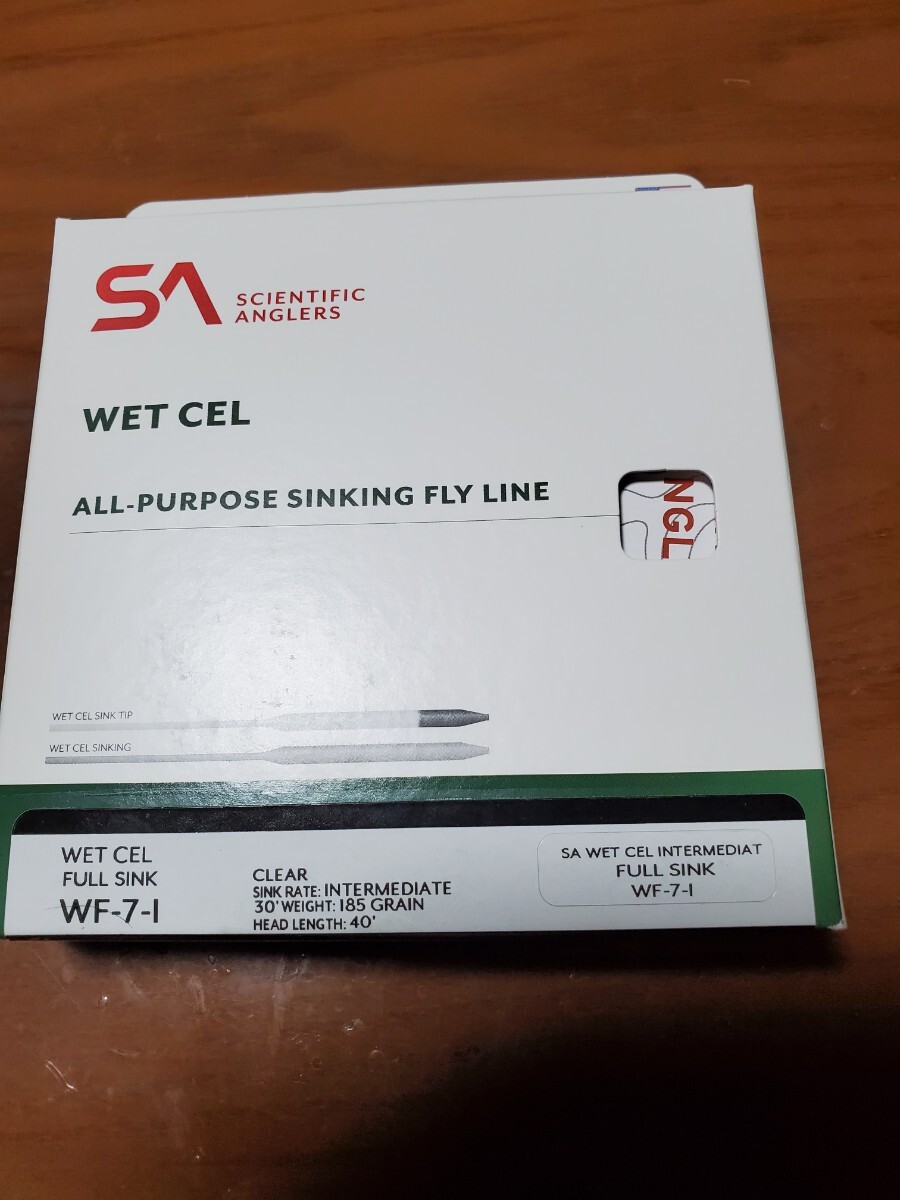 SA
SCIENTIFIC
ANGLERS
WET CEL
ALL-PURPOSE SINKING FLY LINE
NGL
WET CEL SINK TIP
WET CEL SINKING
WET CEL
FULL SINK
WF-7-I
CLEAR
SINK RATE: INTERMEDIATE
30' WEIGHT: 185 GRAIN
HEAD LENGTH: 40'
SA WET CEL INTERMEDIAT
FULL SINK
WF-7-I